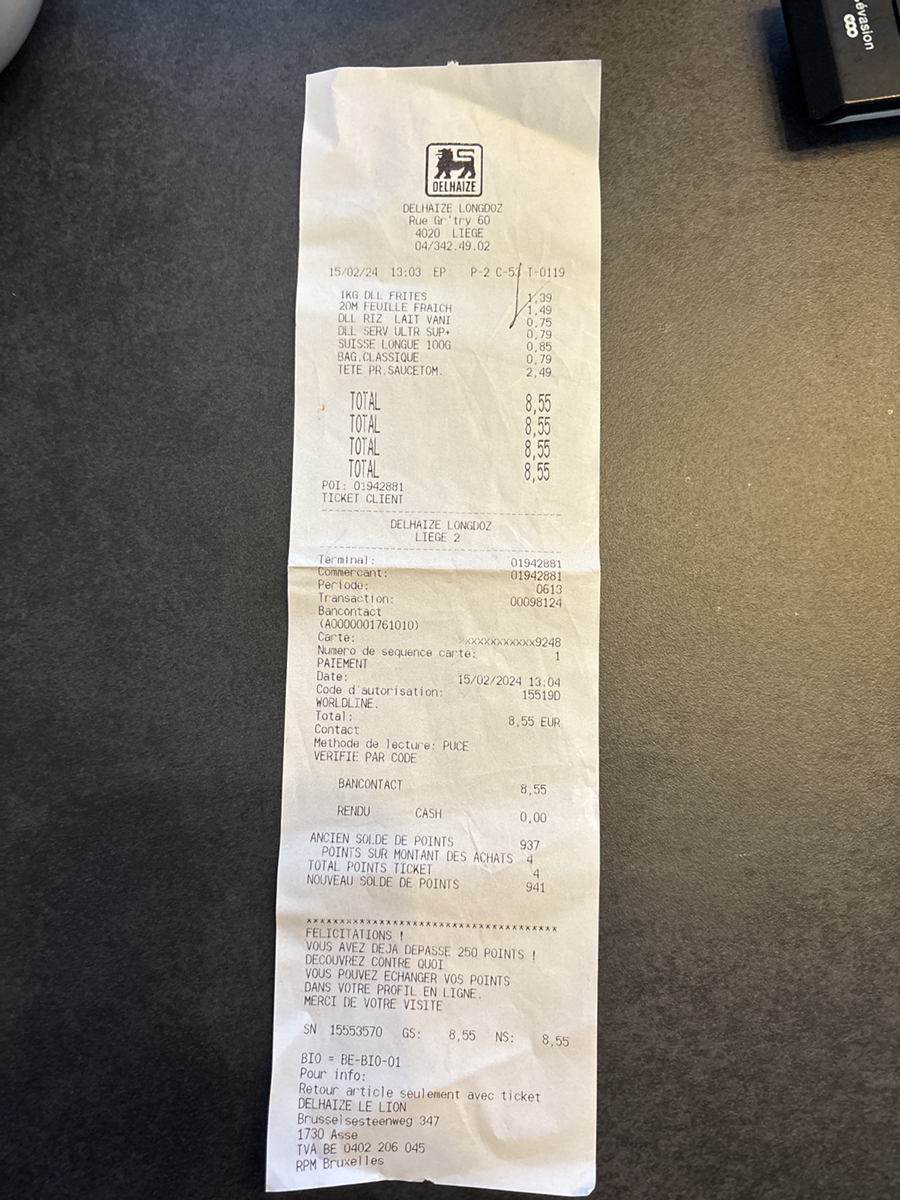 évasion
DELHAIZE
DELHAIZE LONGDOZ
Rue Gr'try 60
4020 LIEGE
04/342.49.02
15/02/24 13:03 EP P-2 C-53 T-0119
1KG DLL FRITES 1,39
20M FEUILLE FRAICH 1,49
DLL RIZ LAIT VANI 0,75
DLL SERV ULTR SUP+ 0,79
SUISSE LONGUE 100G 0,85
BAG.CLASSIQUE 0,79
TETE PR.SAUCETOM. 2,49
TOTAL 8,55
TOTAL 8,55
TOTAL 8,55
TOTAL 8,55
POI: 01942881
TICKET CLIENT
DELHAIZE LONGDOZ
LIEGE 2
Terminal: 01942881
Commercant: 01942881
Periode: 0613
Transaction: 00098124
Bancontact
(A0000001761010)
Carte: xxxxxxxxxxxx9248
Numero de sequence carte: 1
PAIEMENT
Date: 15/02/2024 13:04
Code d'autorisation: 15519D
WORLDLINE.
Total: 8,55 EUR
Contact
Methode de lecture: PUCE
VERIFIE PAR CODE
BANCONTACT 8,55
RENDU CASH 0,00
ANCIEN SOLDE DE POINTS 937
POINTS SUR MONTANT DES ACHATS 4
TOTAL POINTS TICKET 4
NOUVEAU SOLDE DE POINTS 941
xxxxxxxxxxxxxxxxxxxxxxxxxxxxxxxxxxxxxx
FELICITATIONS !
VOUS AVEZ DEJA DEPASSE 250 POINTS !
DECOUVREZ CONTRE QUOI
VOUS POUVEZ ECHANGER VOS POINTS
DANS VOTRE PROFIL EN LIGNE.
MERCI DE VOTRE VISITE
SN 15553570 GS: 8,55 NS: 8,55
BIO = BE-BIO-01
Pour info:
Retour article seulement avec ticket
DELHAIZE LE LION
Brusselsesteenweg 347
1730 Asse
TVA BE 0402 206 045
RPM Bruxelles